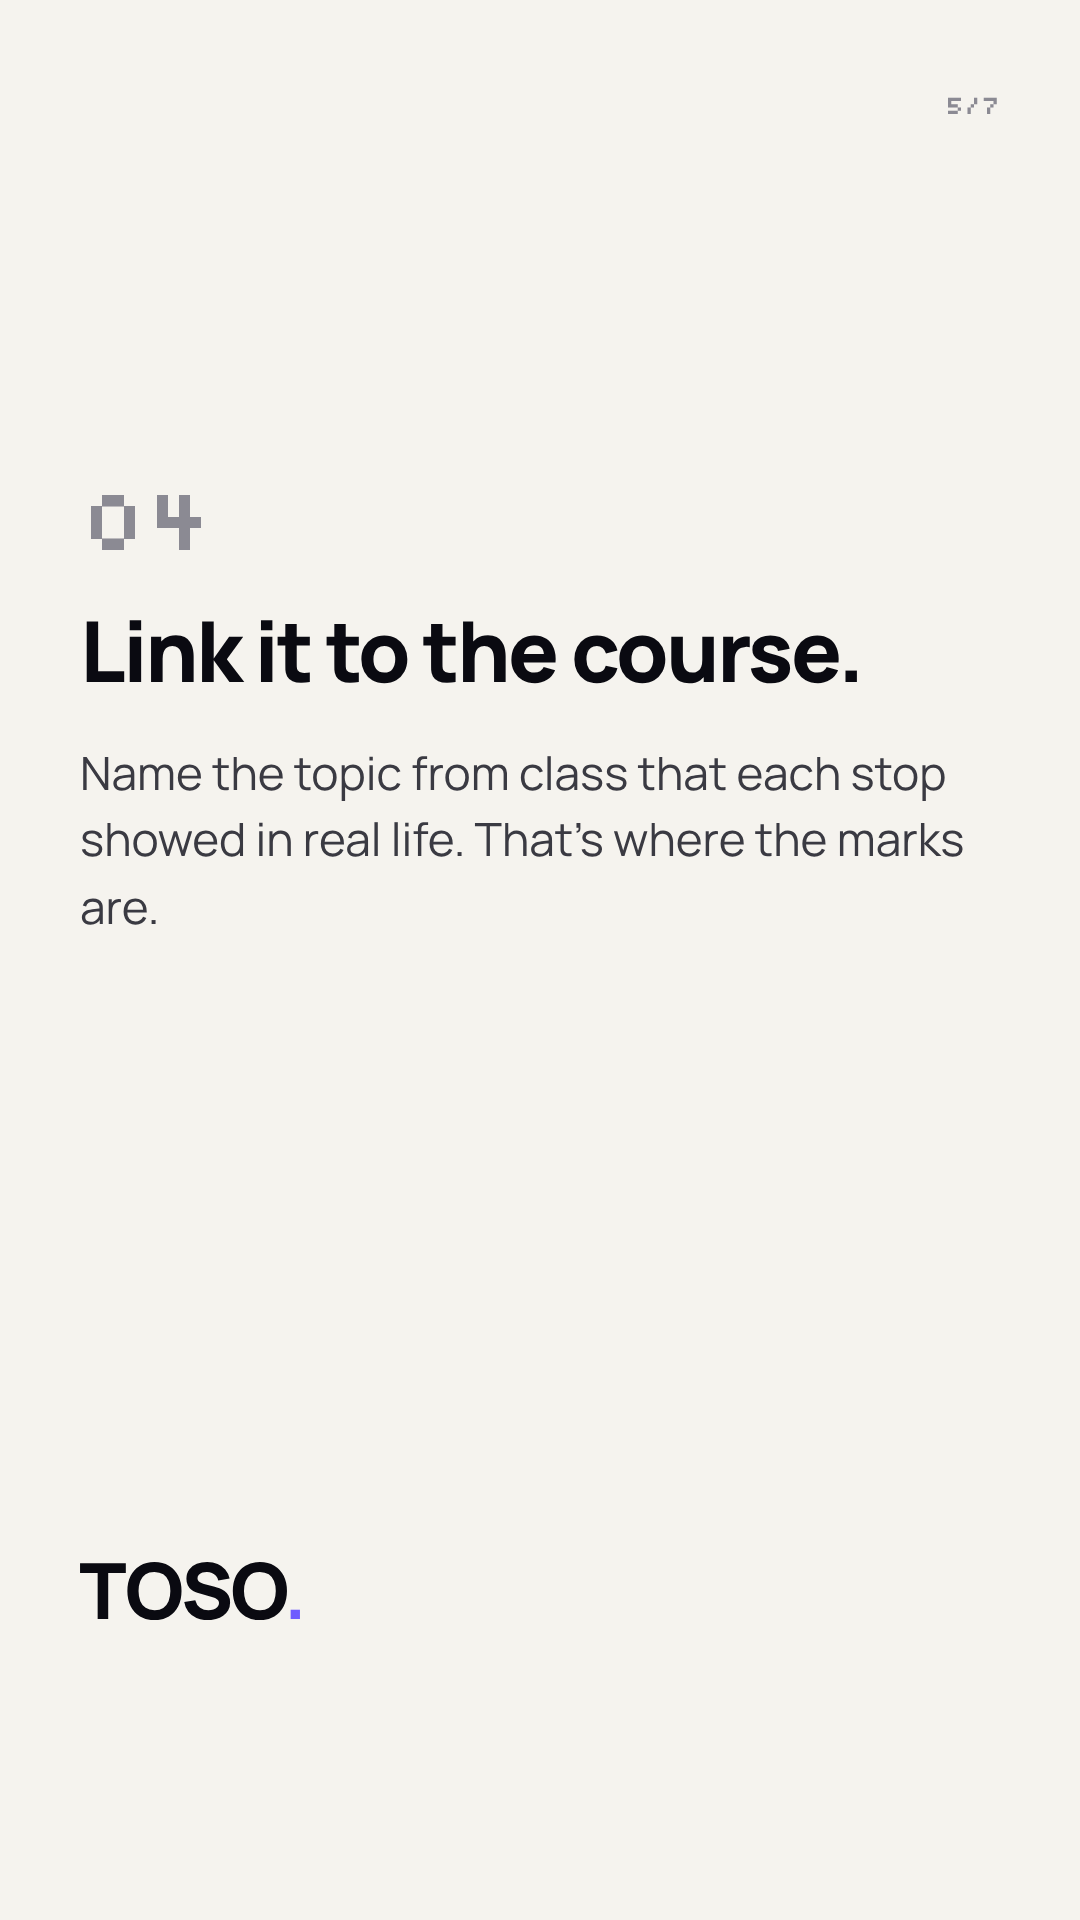 5/7
04
Link it to the course.
Name the topic from class that each stop
showed in real life. That’s where the marks
are.
TOSO.